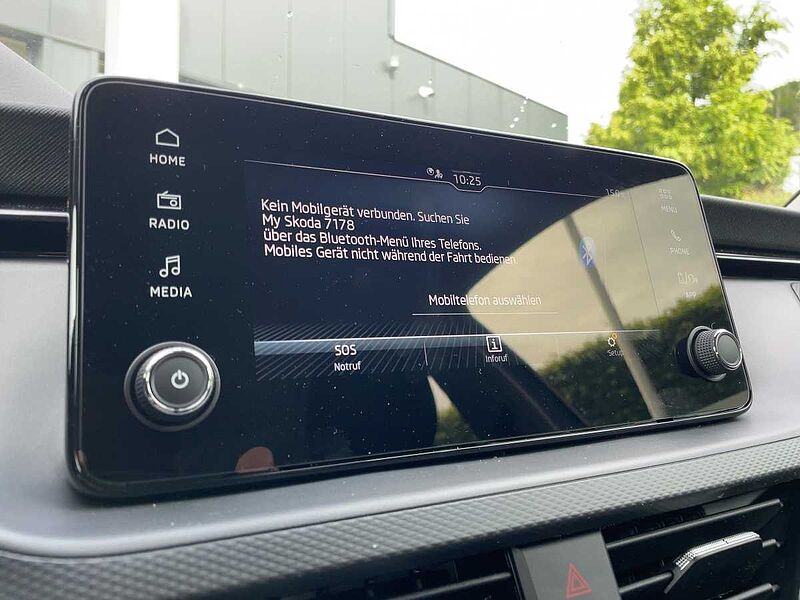 HOME
RADIO
MEDIA
10:25
Kein Mobilgerät verbunden. Suchen Sie
My Skoda 7178
über das Bluetooth-Menü Ihres Telefons.
Mobiles Gerät nicht während der Fahrt bedienen.
Mobiltelefon auswählen
SOS
Notruf
Inforuf
Setup
MENU
PHONE
APP